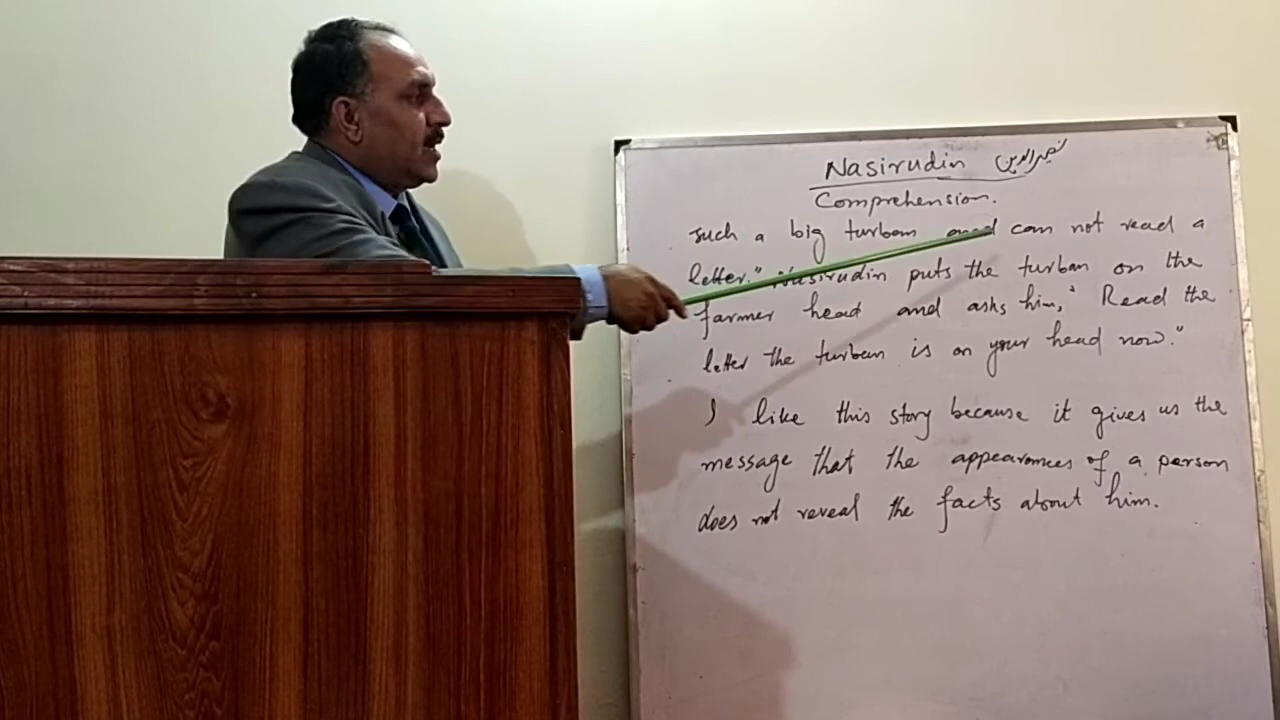 Nasirudin نصیرالدین
Comprehension.
such a big turban and can not read a
letter." Nasirudin puts the turban on the
farmer head and asks him, " Read the
letter the turban is on your head now."
I like this story because it gives us the
message that the appearances of a person
does not reveal the facts about him.